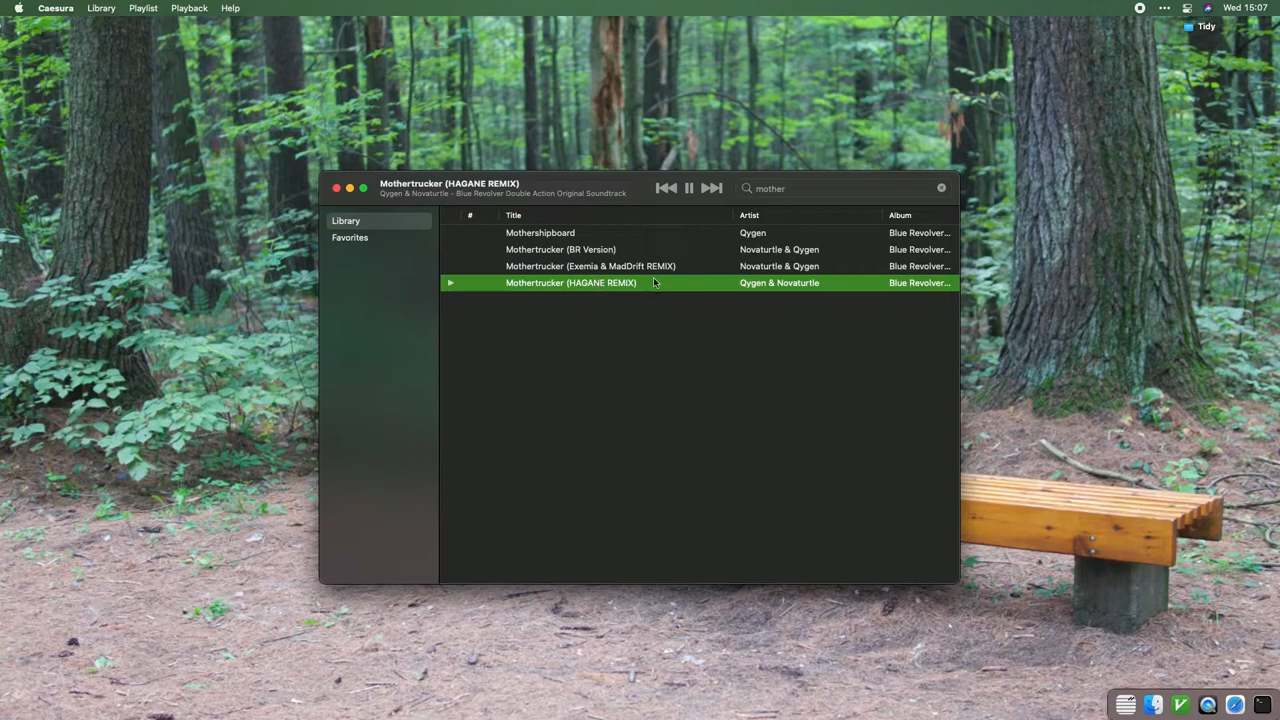 Caesura Library Playlist Playback Help Wed 15:07
Tidy
Mothertrucker (HAGANE REMIX)
Qygen & Novaturtle - Blue Revolver Double Action Original Soundtrack
mother
Library
Favorites
# Title Artist Album
Mothershipboard Qygen Blue Revolver...
Mothertrucker (BR Version) Novaturtle & Qygen Blue Revolver...
Mothertrucker (Exemia & MadDrift REMIX) Novaturtle & Qygen Blue Revolver...
Mothertrucker (HAGANE REMIX) Qygen & Novaturtle Blue Revolver...